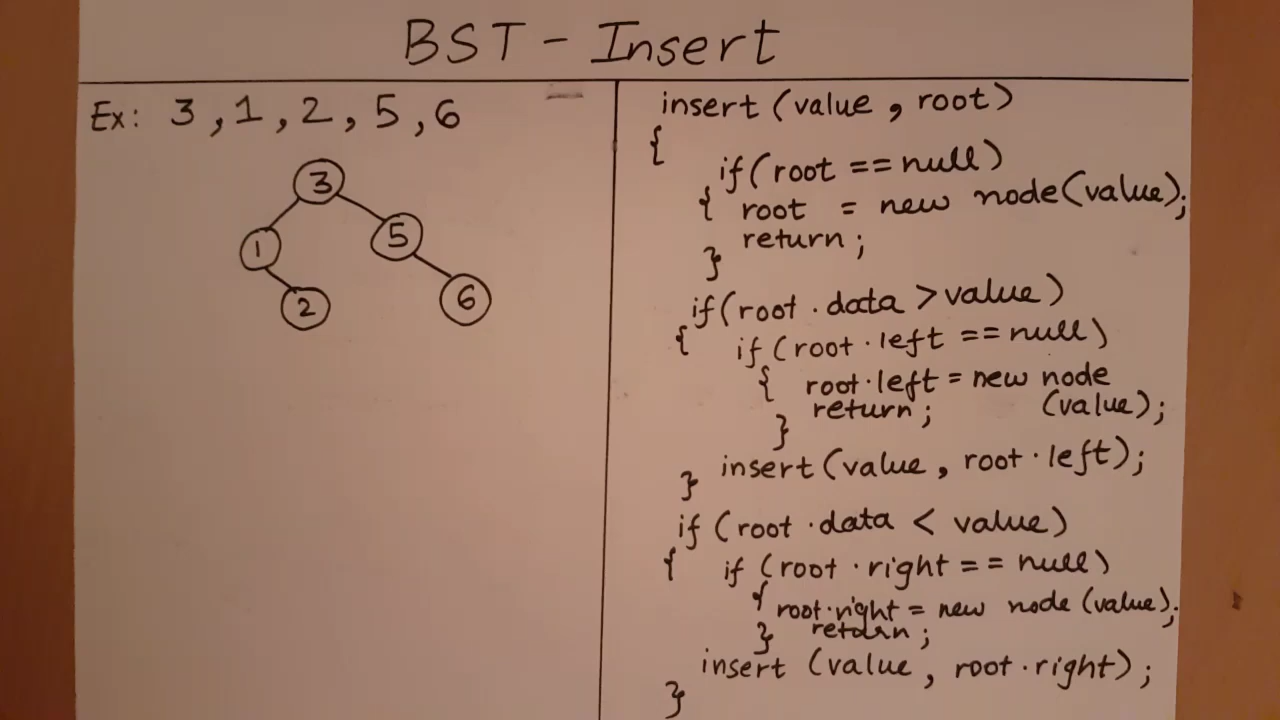 BST - Insert
Ex: 3, 1, 2, 5, 6
3
1
5
2
6
insert (value, root)
{
if (root == null)
{ root = new node(value);
return;
}
if (root.data > value)
{ if (root.left == null)
{ root.left = new node
return; (value);
}
insert (value, root.left);
}
if (root.data < value)
{ if (root.right == null)
{ root.right = new node (value);
} return;
insert (value, root.right);
}